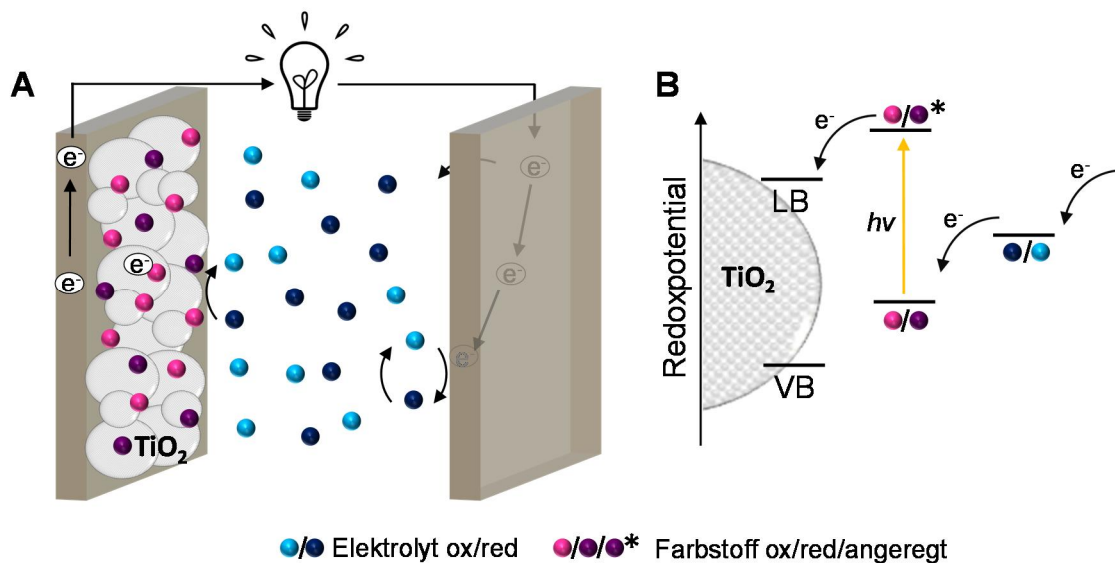 A
e⁻
e⁻
e⁻
e⁻
e⁻
e⁻
TiO₂
B
Redoxpotential
e⁻
*
LB
hν
e⁻
e⁻
TiO₂
VB
Elektrolyt ox/red
* Farbstoff ox/red/angeregt